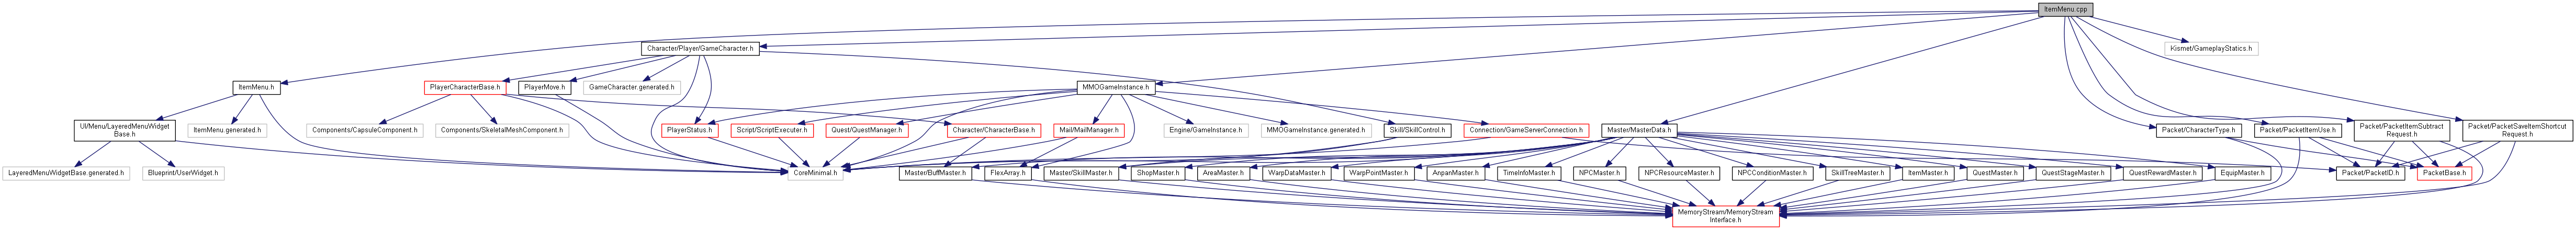 ItemMenu.cpp
Character/Player/GameCharacter.h
Kismet/GameplayStatics.h
ItemMenu.h
PlayerCharacterBase.h
PlayerMove.h
GameCharacter.generated.h
MMOGameInstance.h
UI/Menu/LayeredMenuWidget
Base.h
ItemMenu.generated.h
Components/CapsuleComponent.h
Components/SkeletalMeshComponent.h
PlayerStatus.h
Script/ScriptExecuter.h
Quest/QuestManager.h
Character/CharacterBase.h
Mail/MailManager.h
Engine/GameInstance.h
MMOGameInstance.generated.h
Skill/SkillControl.h
Connection/GameServerConnection.h
Master/MasterData.h
Packet/CharacterType.h
Packet/PacketItemUse.h
Packet/PacketItemSubtract
Request.h
Packet/PacketSaveItemShortcut
Request.h
LayeredMenuWidgetBase.generated.h
Blueprint/UserWidget.h
CoreMinimal.h
Master/BuffMaster.h
FlexArray.h
Master/SkillMaster.h
ShopMaster.h
AreaMaster.h
WarpDataMaster.h
WarpPointMaster.h
AnpanMaster.h
TimeInfoMaster.h
NPCMaster.h
NPCResourceMaster.h
NPCConditionMaster.h
SkillTreeMaster.h
ItemMaster.h
QuestMaster.h
QuestStageMaster.h
QuestRewardMaster.h
EquipMaster.h
Packet/PacketID.h
PacketBase.h
MemoryStream/MemoryStream
Interface.h